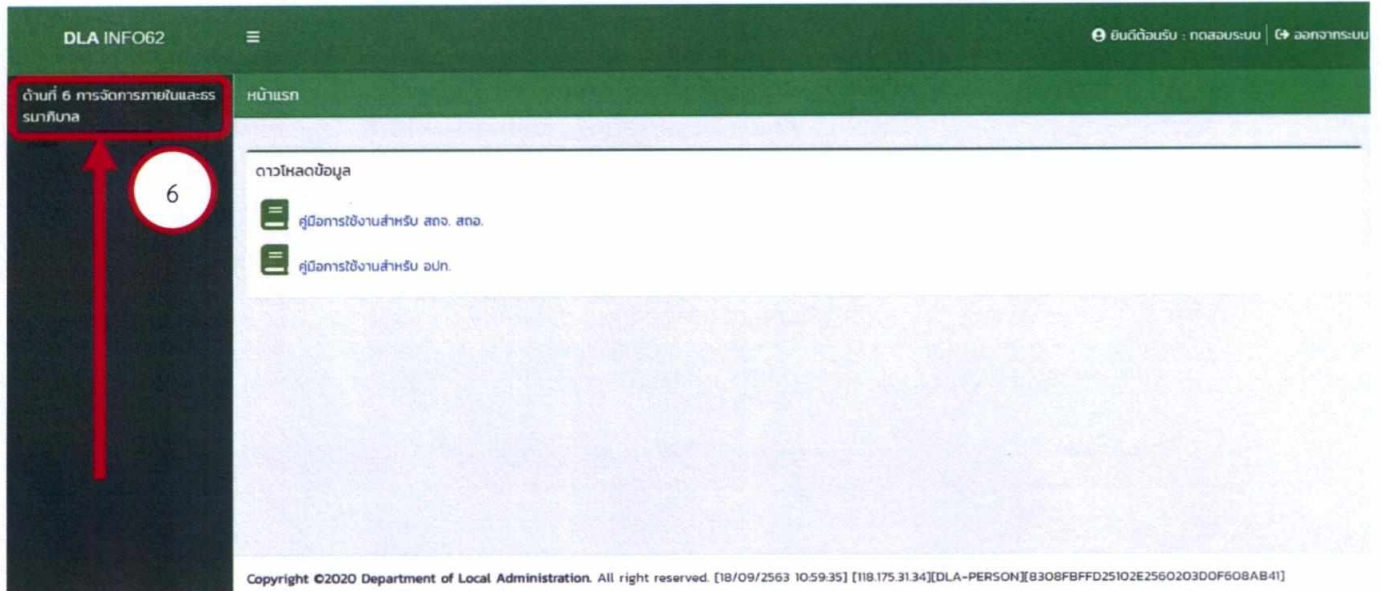 DLA INFO62 ยินดีต้อนรับ : ทดสอบระบบ | ออกจากระบบ
ด้านที่ 6 การจัดการภายในและธร
รมาภิบาล
หน้าแรก
6
ดาวโหลดข้อมูล
คู่มือการใช้งานสำหรับ สถจ. สถอ.
คู่มือการใช้งานสำหรับ อปท.
Copyright ©2020 Department of Local Administration. All right reserved. [18/09/2563 10:59:35] [118.175.31.34][DLA-PERSON][8308FBFFD25102E2560203D0F608AB41]